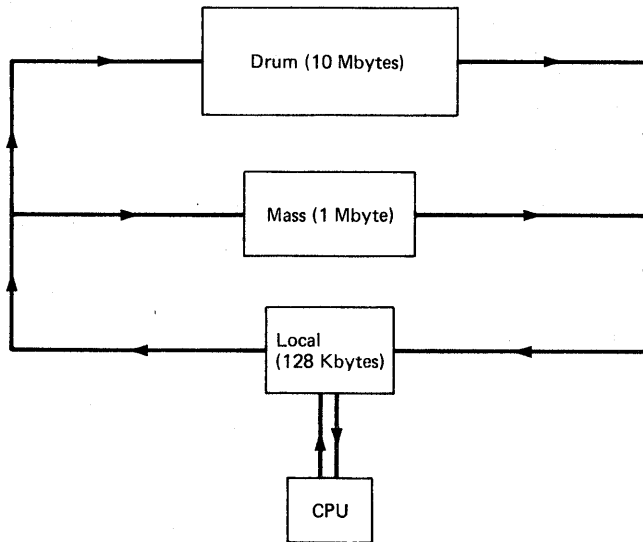 Drum (10 Mbytes)
Mass (1 Mbyte)
Local
(128 Kbytes)
CPU